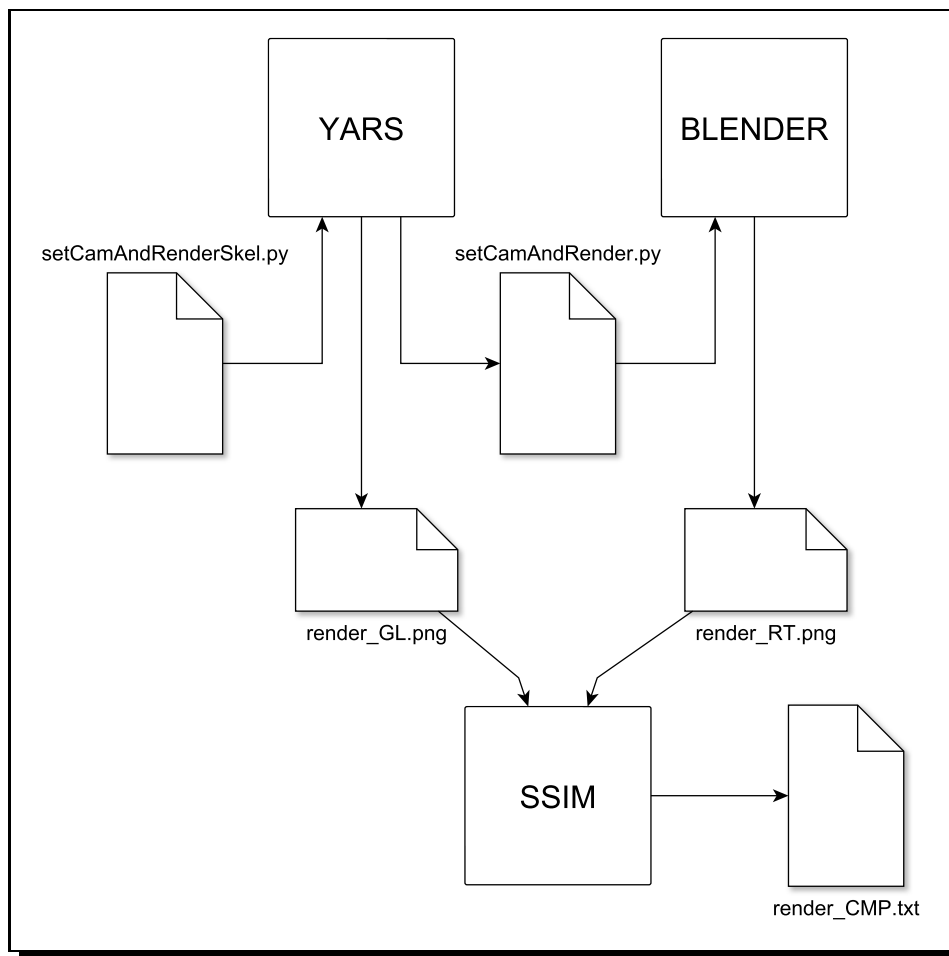 YARS
BLENDER
setCamAndRenderSkel.py
setCamAndRender.py
render_GL.png
render_RT.png
SSIM
render_CMP.txt